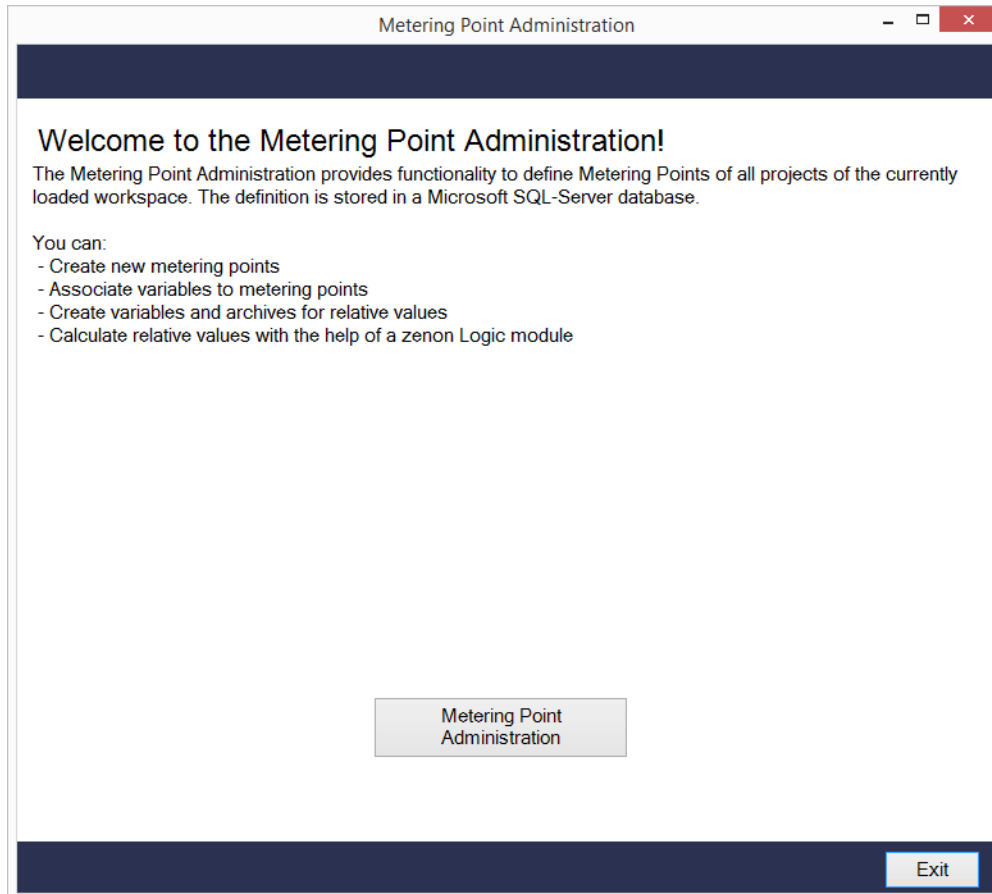 Metering Point Administration
Welcome to the Metering Point Administration!
The Metering Point Administration provides functionality to define Metering Points of all projects of the currently
loaded workspace. The definition is stored in a Microsoft SQL-Server database.
You can:
- Create new metering points
- Associate variables to metering points
- Create variables and archives for relative values
- Calculate relative values with the help of a zenon Logic module
Metering Point
Administration
Exit